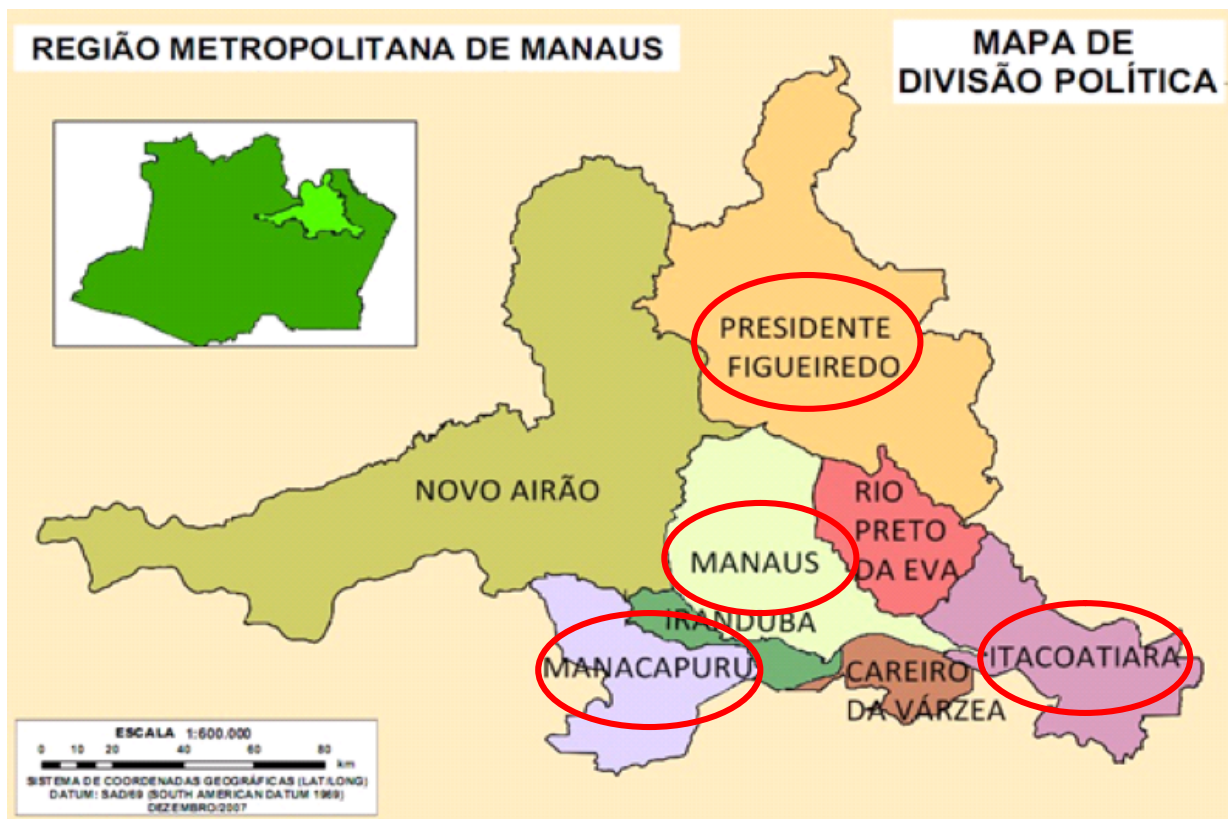 REGIÃO METROPOLITANA DE MANAUS
MAPA DE
DIVISÃO POLÍTICA
PRESIDENTE
FIGUEIREDO
NOVO AIRÃO
RIO
PRETO
DA EVA
MANAUS
IRANDUBA
MANACAPURU
CAREIRO
DA VÁRZEA
ITACOATIARA
ESCALA 1:600.000
0 10 20 40 60 80
km
SISTEMA DE COORDENADAS GEOGRÁFICAS (LAT/LONG)
DATUM: SAD/69 (SOUTH AMERICAN DATUM 1969)
DEZEMBRO/2007